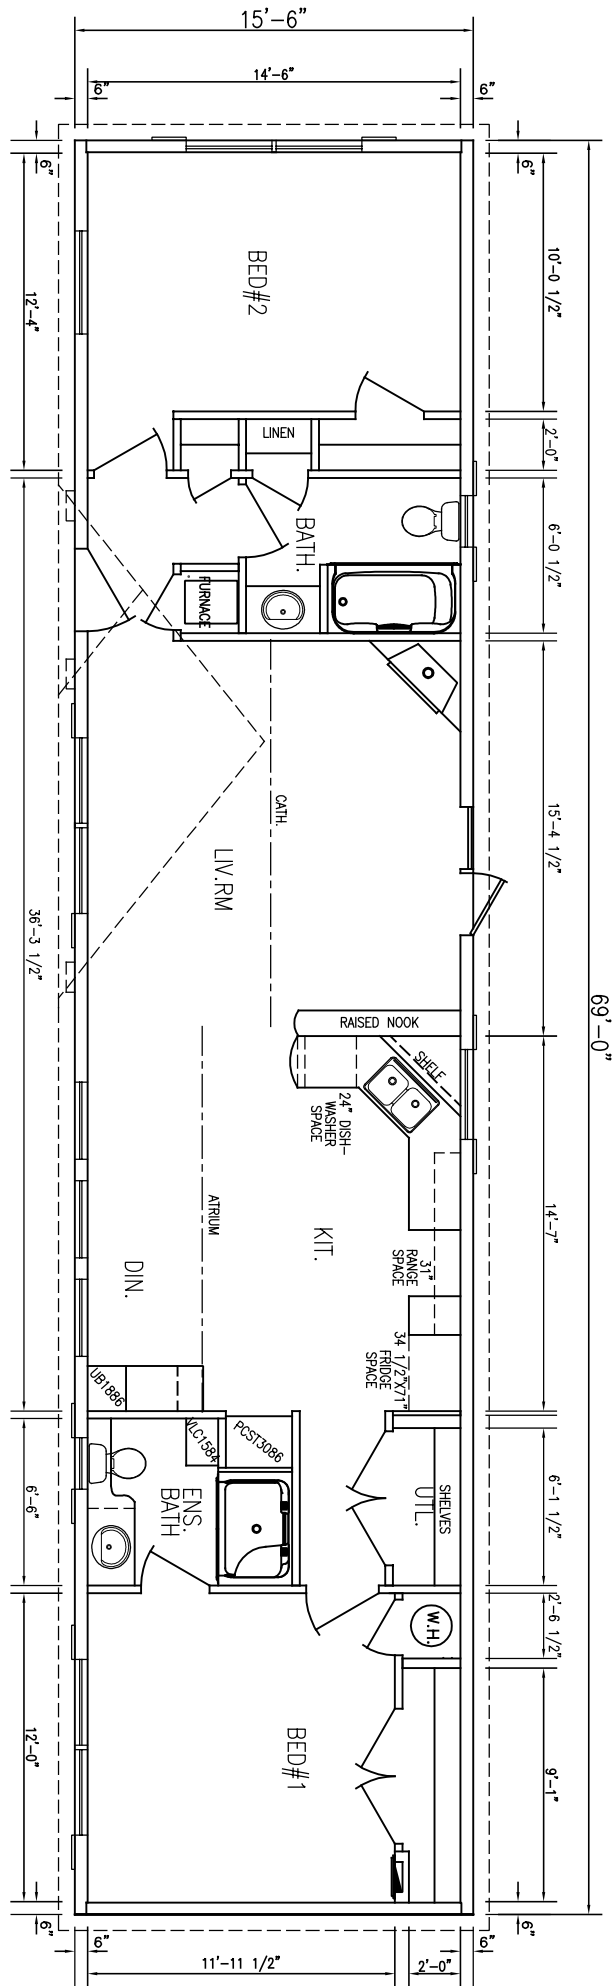 15'-6"
14'-6"
6"
6"
6"
6"
12'-4"
10'-0 1/2"
BED#2
LINEN
2'-0"
BATH.
6'-0 1/2"
FURNACE
CATH.
LIV.RM
15'-4 1/2"
36'-3 1/2"
69'-0"
RAISED NOOK
SHELF
24" DISH-
WASHER
SPACE
ATRIUM
KIT.
DIN.
14'-7"
31"
RANGE
SPACE
34 1/2"X71"
FRIDGE
SPACE
UB1886
VLC1584
PCST3086
ENS.
BATH
6'-6"
SHELVES
UTL.
6'-1 1/2"
W.H.
2'-6 1/2"
BED#1
12'-0"
9'-1"
6"
6"
6"
6"
11'-11 1/2"
2'-0"